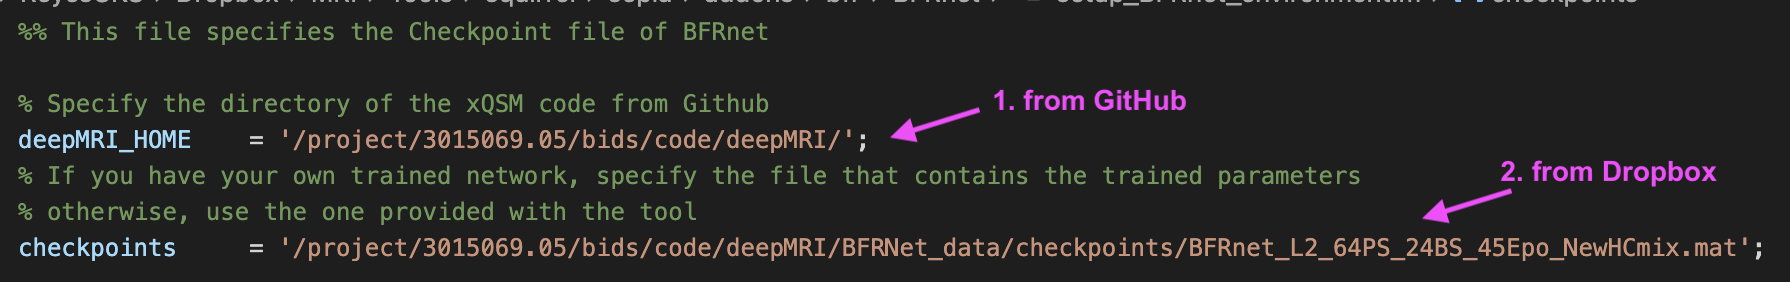 %% This file specifies the Checkpoint file of BFRnet
% Specify the directory of the xQSM code from Github
1. from GitHub
deepMRI_HOME    = '/project/3015069.05/bids/code/deepMRI/';
% If you have your own trained network, specify the file that contains the trained parameters
2. from Dropbox
% otherwise, use the one provided with the tool
checkpoints     = '/project/3015069.05/bids/code/deepMRI/BFRNet_data/checkpoints/BFRnet_L2_64PS_24BS_45Epo_NewHCmix.mat';